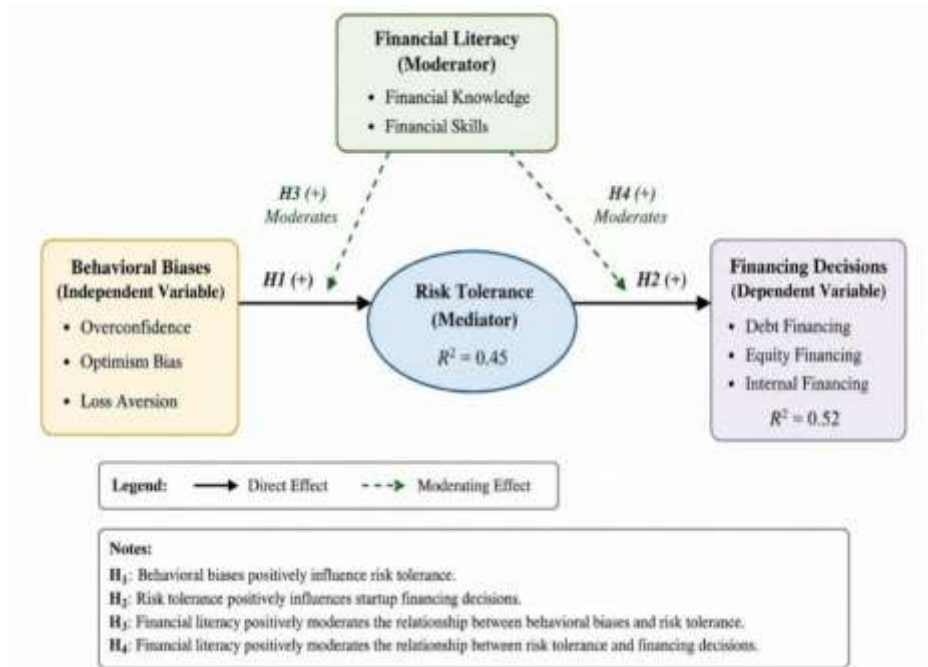 Financial Literacy
(Moderator)
• Financial Knowledge
• Financial Skills
H3 (+)
Moderates
H4 (+)
Moderates
Behavioral Biases
(Independent Variable)
• Overconfidence
• Optimism Bias
• Loss Aversion
H1 (+)
Risk Tolerance
(Mediator)
R² = 0.45
H2 (+)
Financing Decisions
(Dependent Variable)
• Debt Financing
• Equity Financing
• Internal Financing
R² = 0.52
Legend: Direct Effect Moderating Effect
Notes:
H₁: Behavioral biases positively influence risk tolerance.
H₂: Risk tolerance positively influences startup financing decisions.
H₃: Financial literacy positively moderates the relationship between behavioral biases and risk tolerance.
H₄: Financial literacy positively moderates the relationship between risk tolerance and financing decisions.